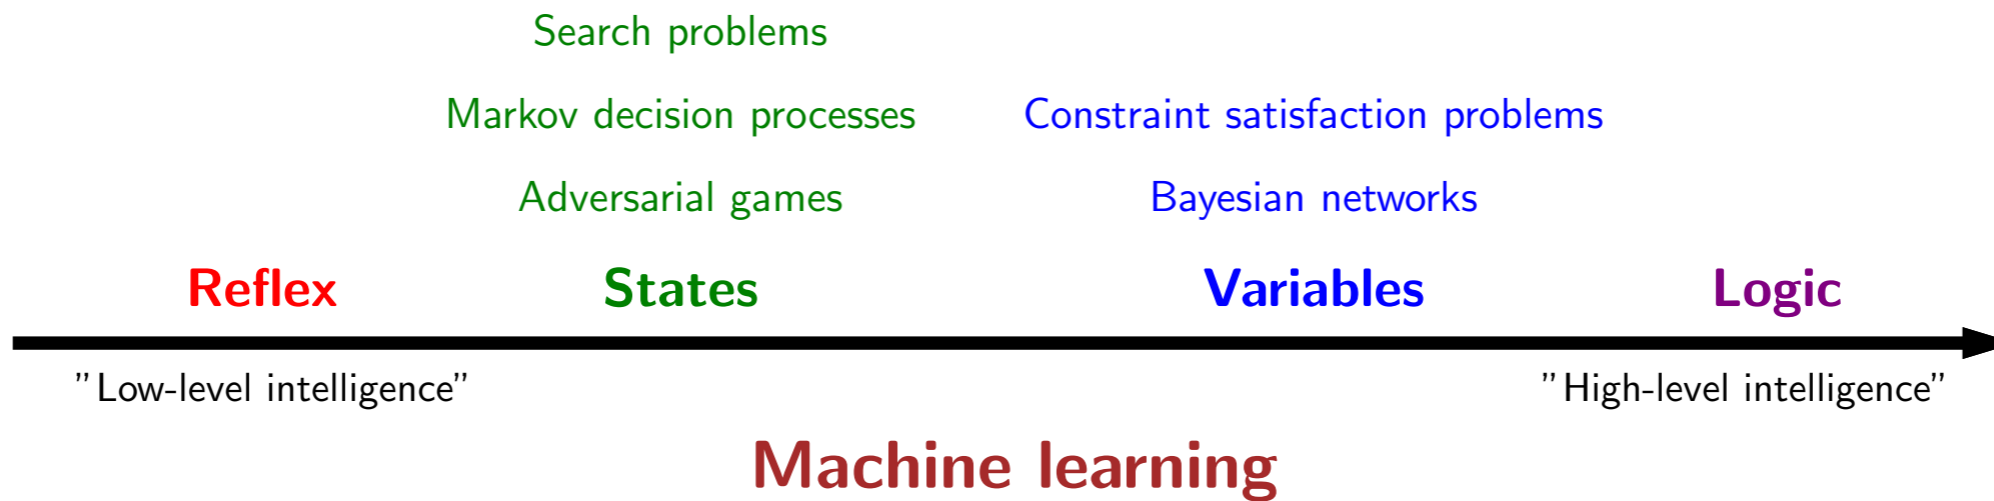 Search problems
Markov decision processes
Constraint satisfaction problems
Adversarial games
Bayesian networks
Reflex
States
Variables
Logic
"Low-level intelligence"
"High-level intelligence"
Machine learning